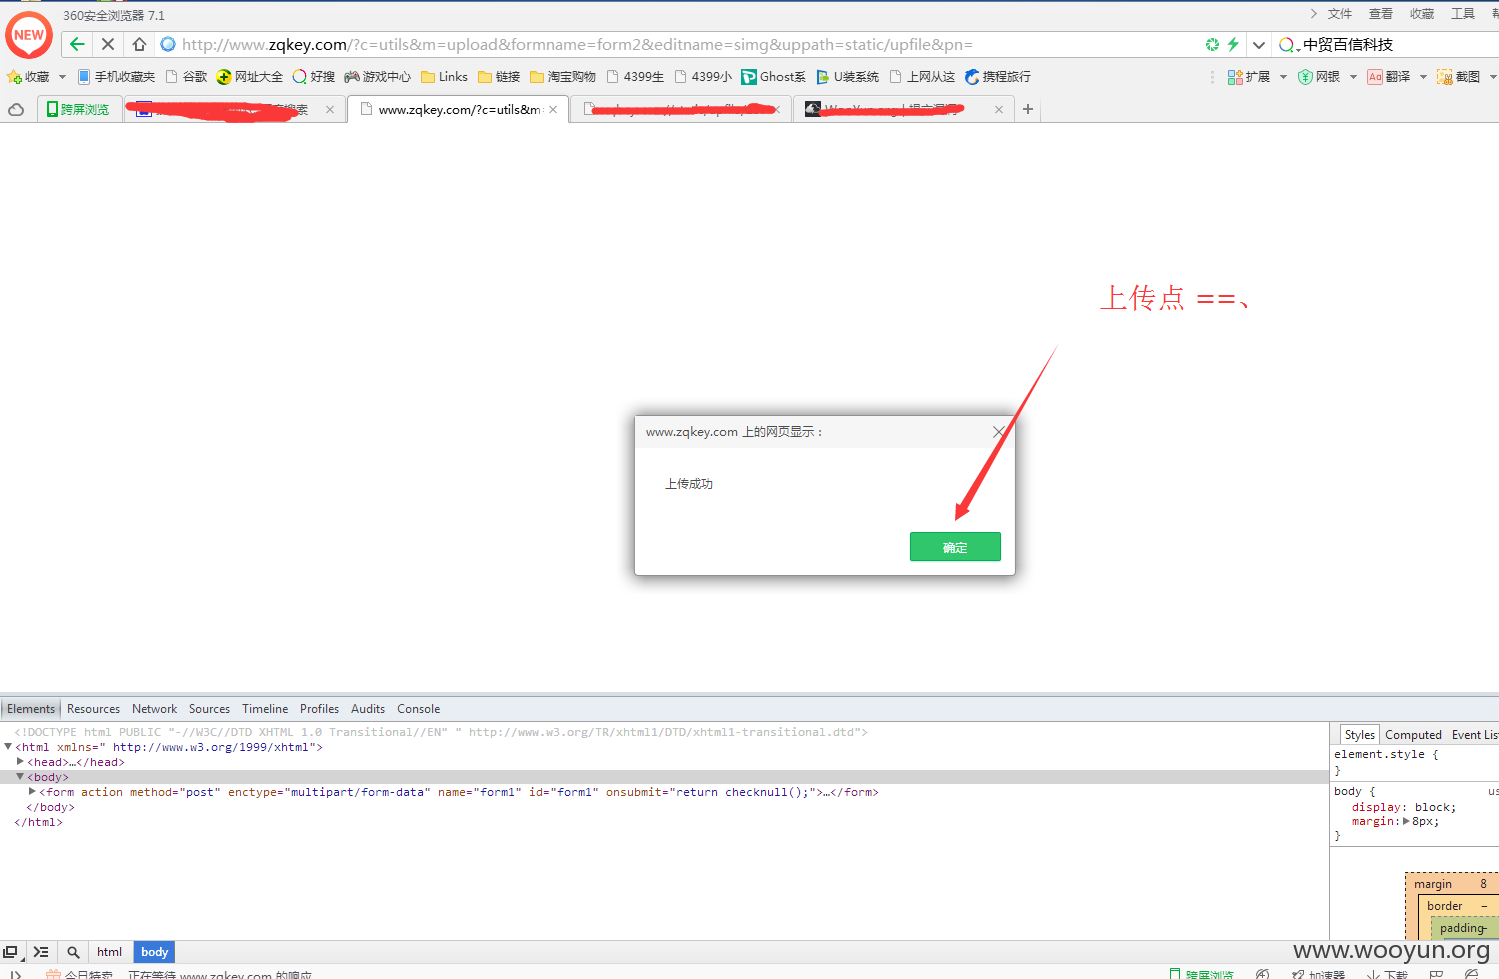 360安全浏览器 7.1
文件 查看 收藏 工具
NEW
http://www.zqkey.com/?c=utils&m=upload&formname=form2&editname=simg&uppath=static/upfile&pn=
中贸百信科技
收藏 手机收藏夹 谷歌 网址大全 好搜 游戏中心 Links 链接 淘宝购物 4399生 4399小 Ghost系 U装系统 上网从这 携程旅行 扩展 网银 Aa 翻译 截图
跨屏浏览 www.zqkey.com/?c=utils&m=
上传点 ==、
www.zqkey.com 上的网页显示：
上传成功
确定
Elements Resources Network Sources Timeline Profiles Audits Console
<!DOCTYPE html PUBLIC "-//W3C//DTD XHTML 1.0 Transitional//EN" " http://www.w3.org/TR/xhtml1/DTD/xhtml1-transitional.dtd">
<html xmlns=" http://www.w3.org/1999/xhtml">
<head>…</head>
<body>
<form action method="post" enctype="multipart/form-data" name="form1" id="form1" onsubmit="return checknull();">…</form>
</body>
</html>
Styles Computed Event Lis
element.style {
}
body { us
display: block;
margin: 8px;
}
margin 8
border –
padding–
html body
www.wooyun.org
今日特卖 正在等待 www.zqkey.com 的响应
跨屏浏览 加速器 下载